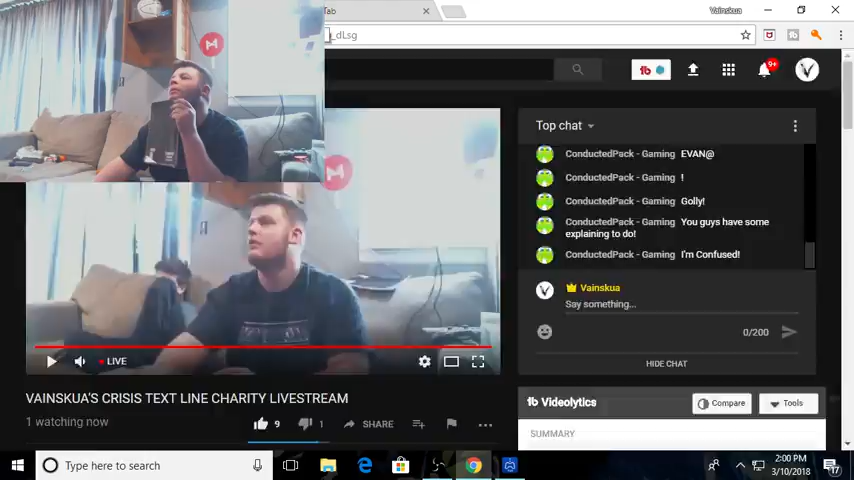 Tab
Vainskua
_dLsg
9+
Top chat
ConductedPack - Gaming EVAN@
ConductedPack - Gaming !
ConductedPack - Gaming Golly!
ConductedPack - Gaming You guys have some
explaining to do!
ConductedPack - Gaming I'm Confused!
Vainskua
Say something...
0/200
HIDE CHAT
LIVE
VAINSKUA'S CRISIS TEXT LINE CHARITY LIVESTREAM
1 watching now
9
1
SHARE
Videolytics
Compare
Tools
SUMMARY
Type here to search
2:00 PM
3/10/2018
17